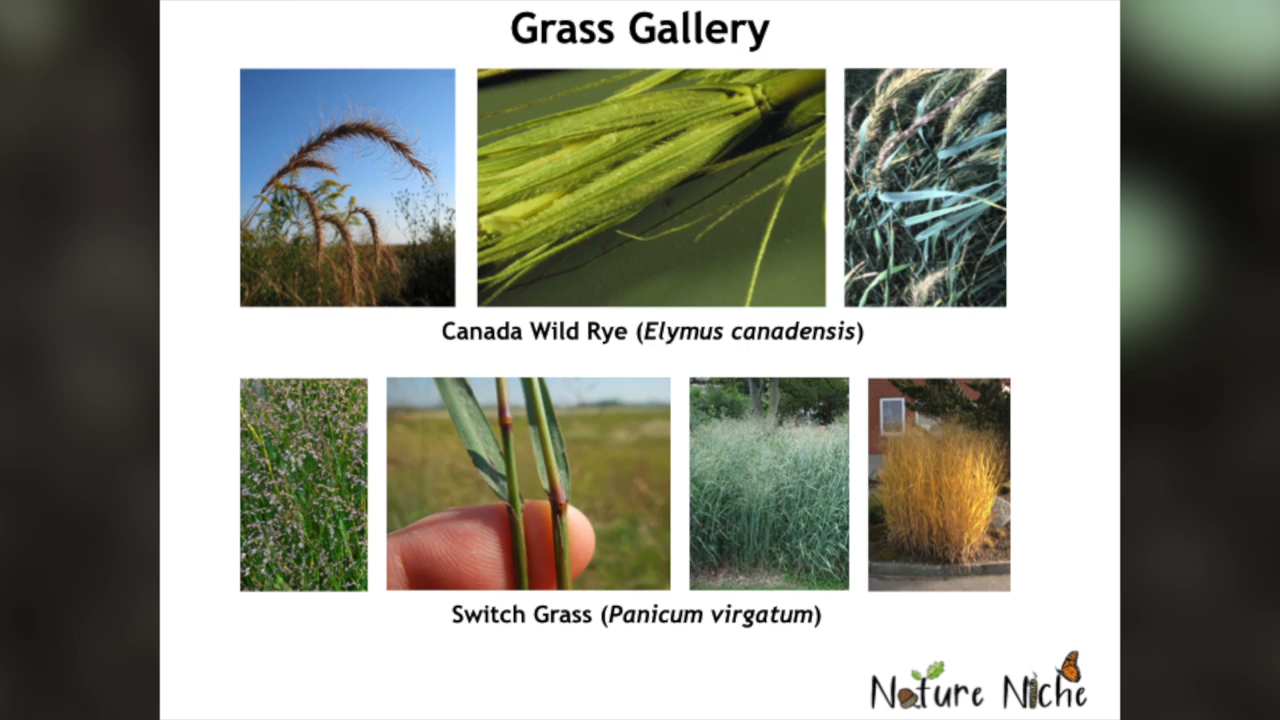 Grass Gallery
Canada Wild Rye (Elymus canadensis)
Switch Grass (Panicum virgatum)
Nature Niche